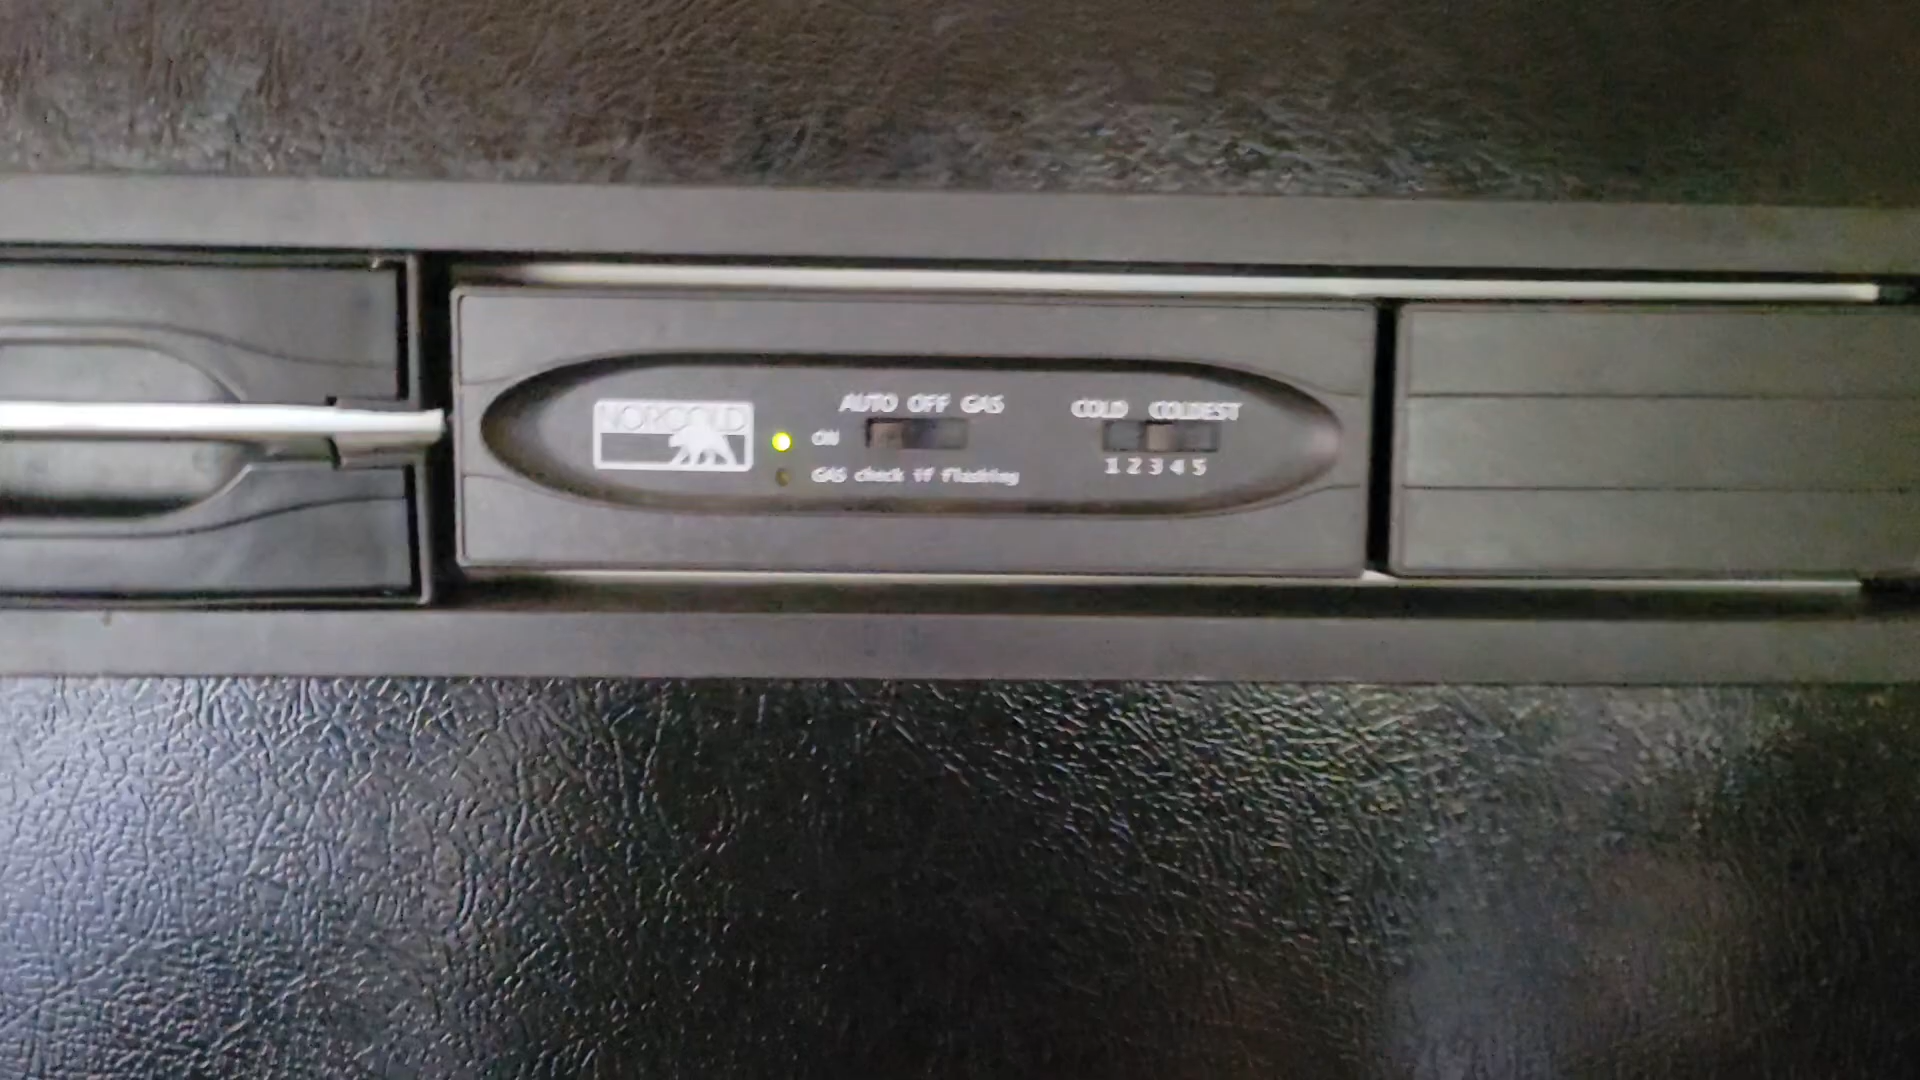 NORCOLD
AUTO OFF GAS
ON
GAS check if flashing
COLD COLDEST
1 2 3 4 5